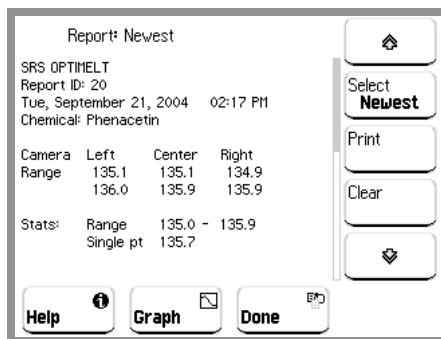 Report: Newest
SRS OPTIMELT
Report ID: 20
Tue, September 21, 2004 02:17 PM
Chemical: Phenacetin
Camera Left Center Right
Range 135.1 135.1 134.9
136.0 135.9 135.9
Stats: Range 135.0 - 135.9
Single pt 135.7
Select
Newest
Print
Clear
Help
Graph
Done